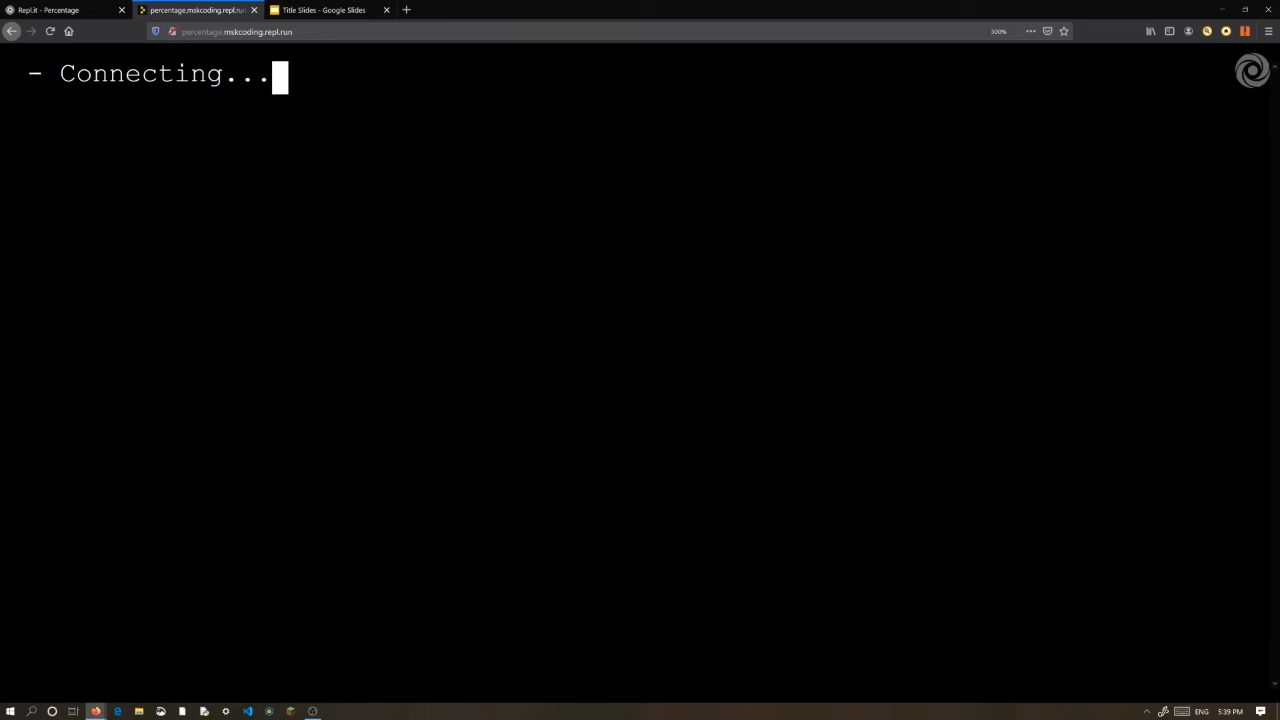 Repl.it - Percentage
percentage.mskcoding.repl.run
Title Slides - Google Slides
percentage.mskcoding.repl.run
300%
- Connecting...
ENG
5:39 PM